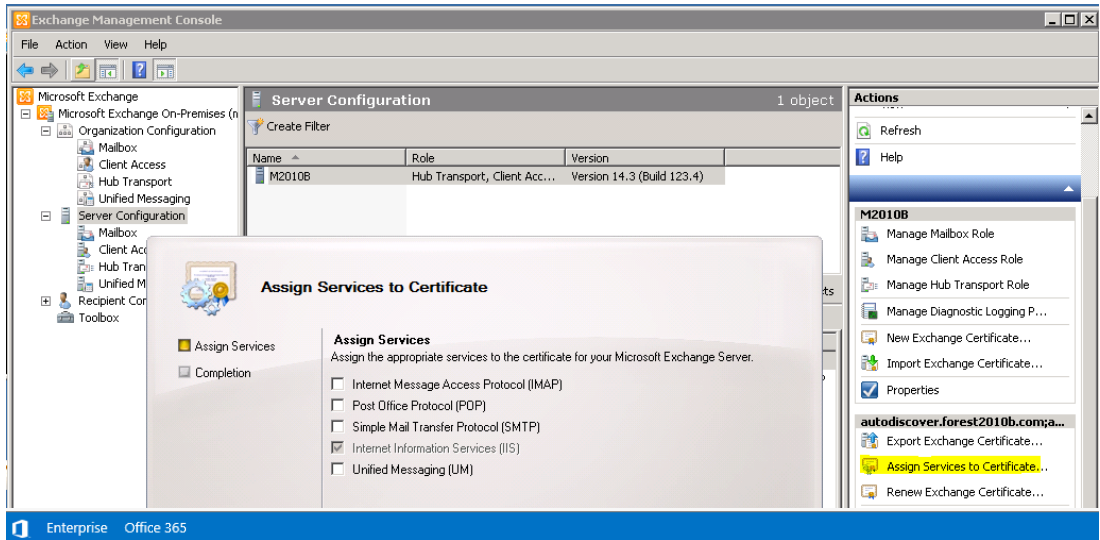 Exchange Management Console
File Action View Help
Microsoft Exchange
Microsoft Exchange On-Premises (n
Organization Configuration
Mailbox
Client Access
Hub Transport
Unified Messaging
Server Configuration
Mailbox
Client Acc
Hub Tran
Unified M
Recipient Cor
Toolbox
Server Configuration 1 object
Create Filter
Name Role Version
M2010B Hub Transport, Client Acc... Version 14.3 (Build 123.4)
ts
Assign Services to Certificate
Assign Services
Completion
Assign Services
Assign the appropriate services to the certificate for your Microsoft Exchange Server.
Internet Message Access Protocol (IMAP)
Post Office Protocol (POP)
Simple Mail Transfer Protocol (SMTP)
Internet Information Services (IIS)
Unified Messaging (UM)
Actions
Refresh
Help
M2010B
Manage Mailbox Role
Manage Client Access Role
Manage Hub Transport Role
Manage Diagnostic Logging P...
New Exchange Certificate...
Import Exchange Certificate...
Properties
autodiscover.forest2010b.com;a...
Export Exchange Certificate...
Assign Services to Certificate...
Renew Exchange Certificate...
Enterprise Office 365